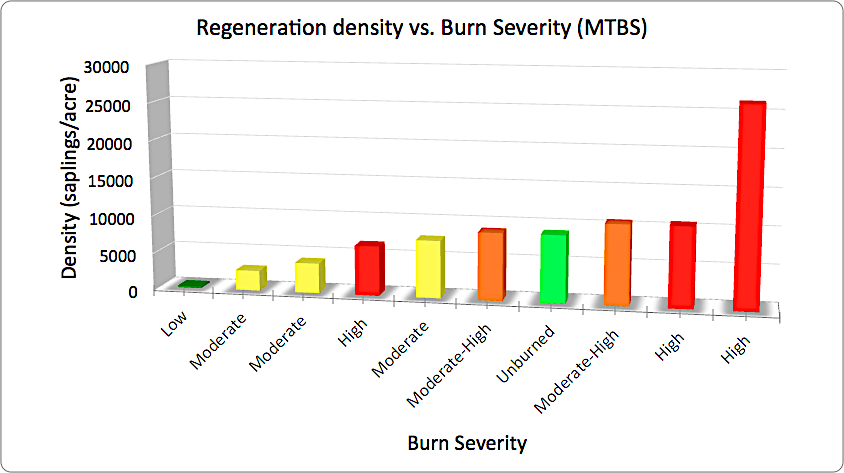 Regeneration density vs. Burn Severity (MTBS)
30000
25000
20000
15000
10000
5000
0
Density (saplings/acre)
Low
Moderate
Moderate
High
Moderate
Moderate-High
Unburned
Moderate-High
High
High
Burn Severity